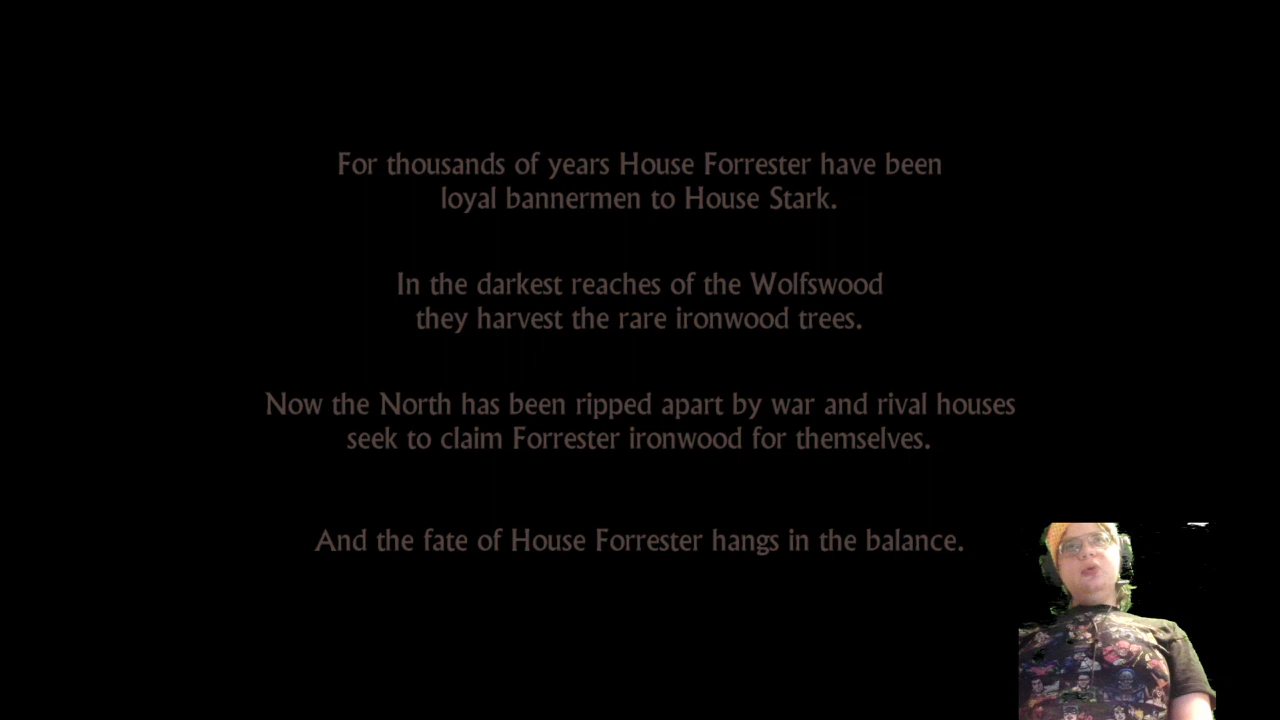 For thousands of years House Forrester have been
loyal bannermen to House Stark.
In the darkest reaches of the Wolfswood
they harvest the rare ironwood trees.
Now the North has been ripped apart by war and rival houses
seek to claim Forrester ironwood for themselves.
And the fate of House Forrester hangs in the balance.